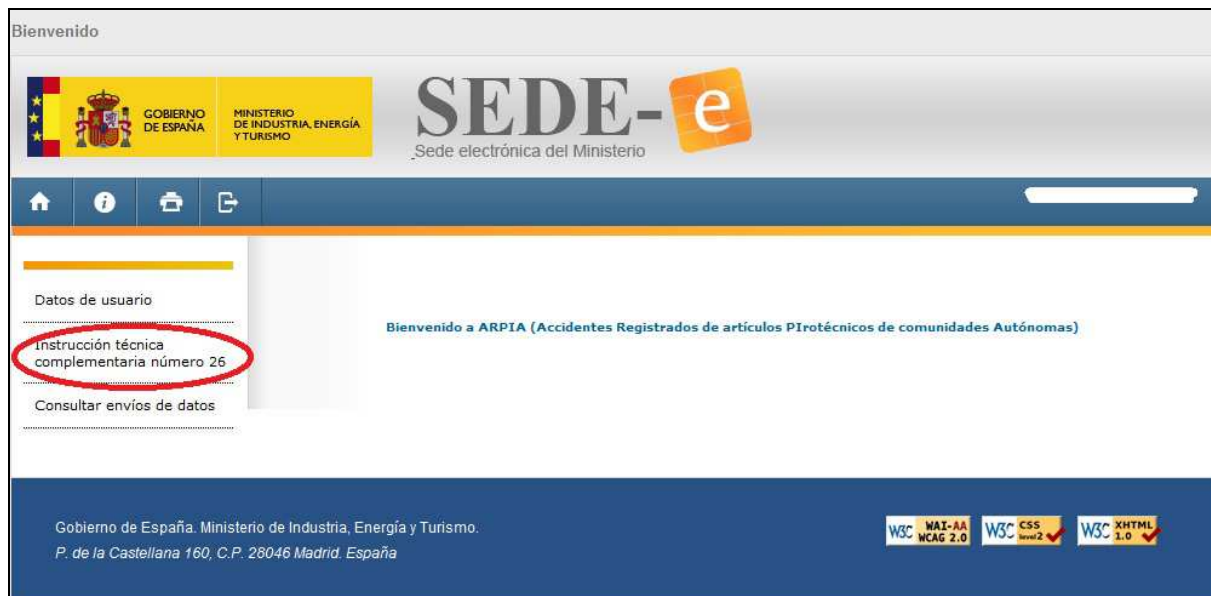 Bienvenido
GOBIERNO
DE ESPAÑA
MINISTERIO
DE INDUSTRIA, ENERGÍA
Y TURISMO
SEDE-e
Sede electrónica del Ministerio
Datos de usuario
Instrucción técnica
complementaria número 26
Consultar envíos de datos
Bienvenido a ARPIA (Accidentes Registrados de artículos PIrotécnicos de comunidades Autónomas)
Gobierno de España. Ministerio de Industria, Energía y Turismo.
P. de la Castellana 160, C.P. 28046 Madrid. España
W3C WAI-AA
WCAG 2.0
W3C CSS
level 2
W3C XHTML
1.0